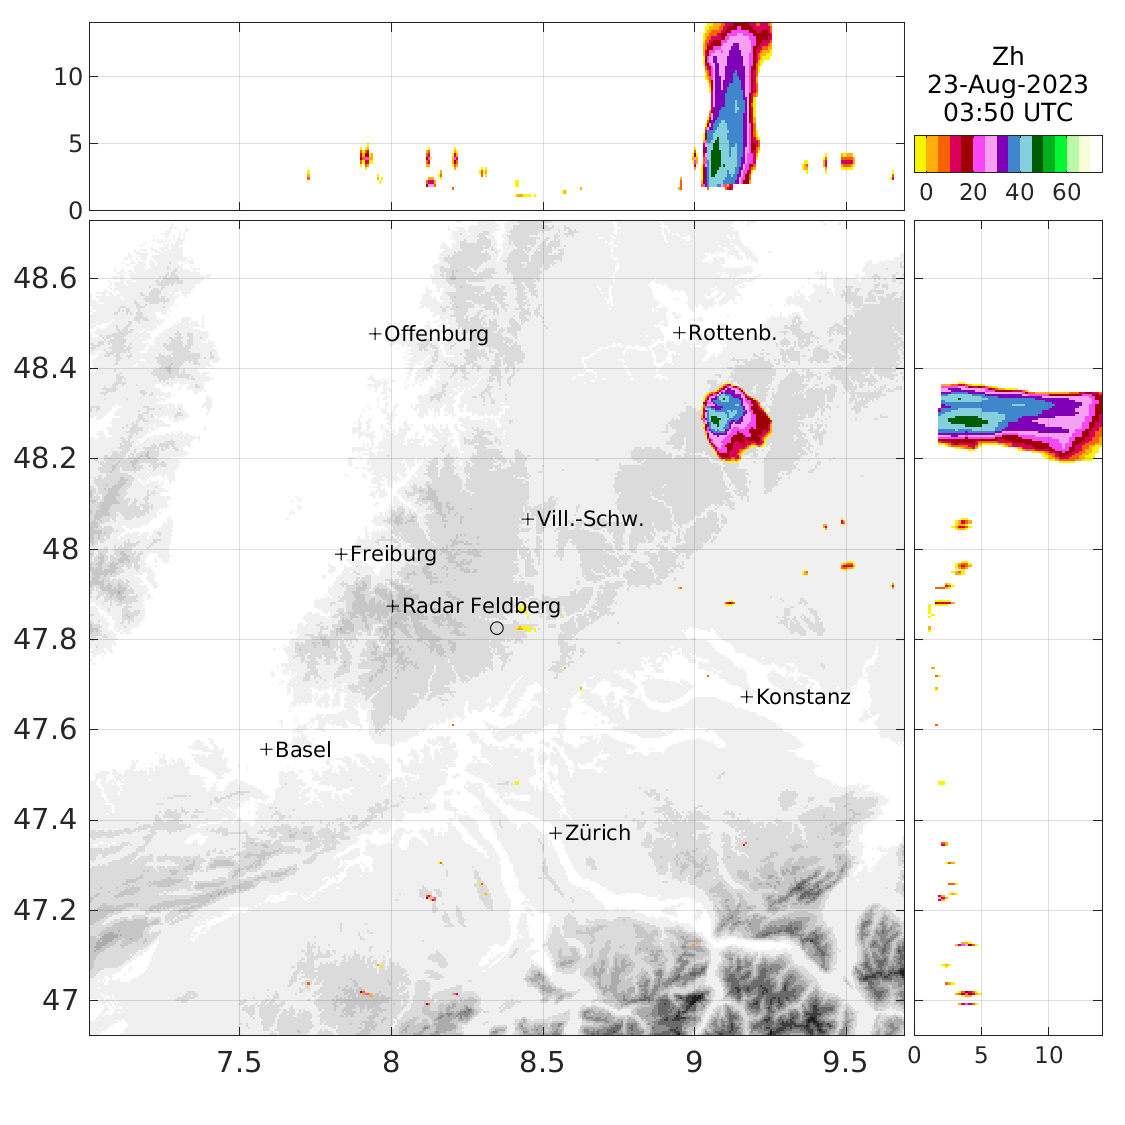 10
5
0
Zh
23-Aug-2023
03:50 UTC
0 20 40 60
48.6
48.4
48.2
48
47.8
47.6
47.4
47.2
47
+Offenburg
+Rottenb.
+Vill.-Schw.
+Freiburg
+Radar Feldberg
+Konstanz
+Basel
+Zürich
7.5 8 8.5 9 9.5
0 5 10